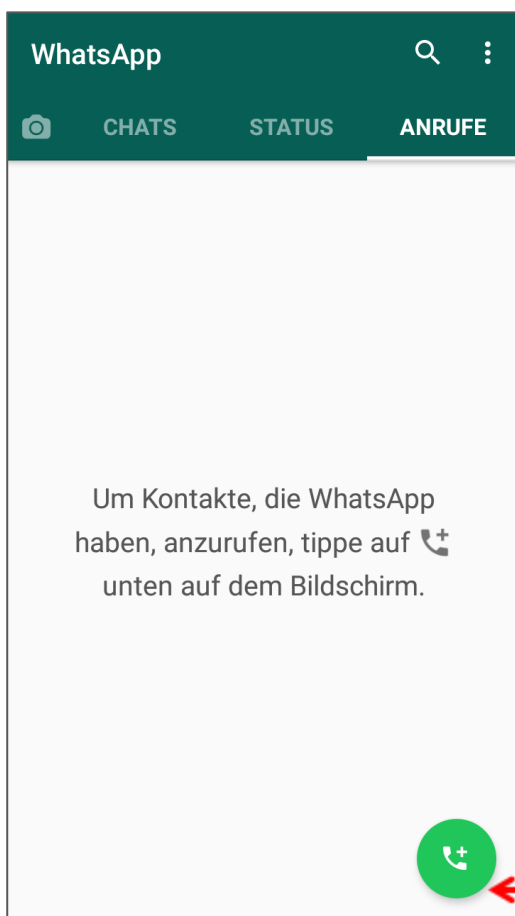 WhatsApp
CHATS STATUS ANRUFE
Um Kontakte, die WhatsApp
haben, anzurufen, tippe auf
unten auf dem Bildschirm.